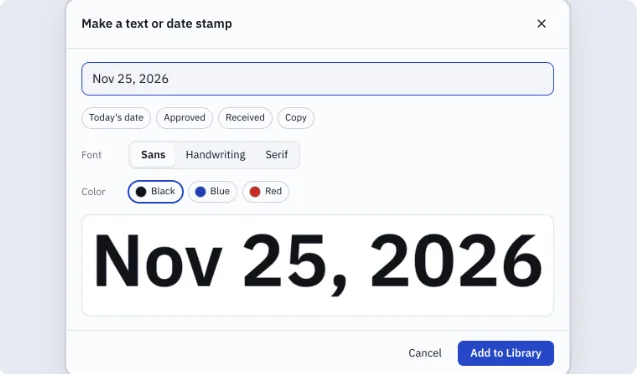 Make a text or date stamp
Nov 25, 2026
Today's date Approved Received Copy
Font Sans Handwriting Serif
Color Black Blue Red
Nov 25, 2026
Cancel Add to Library